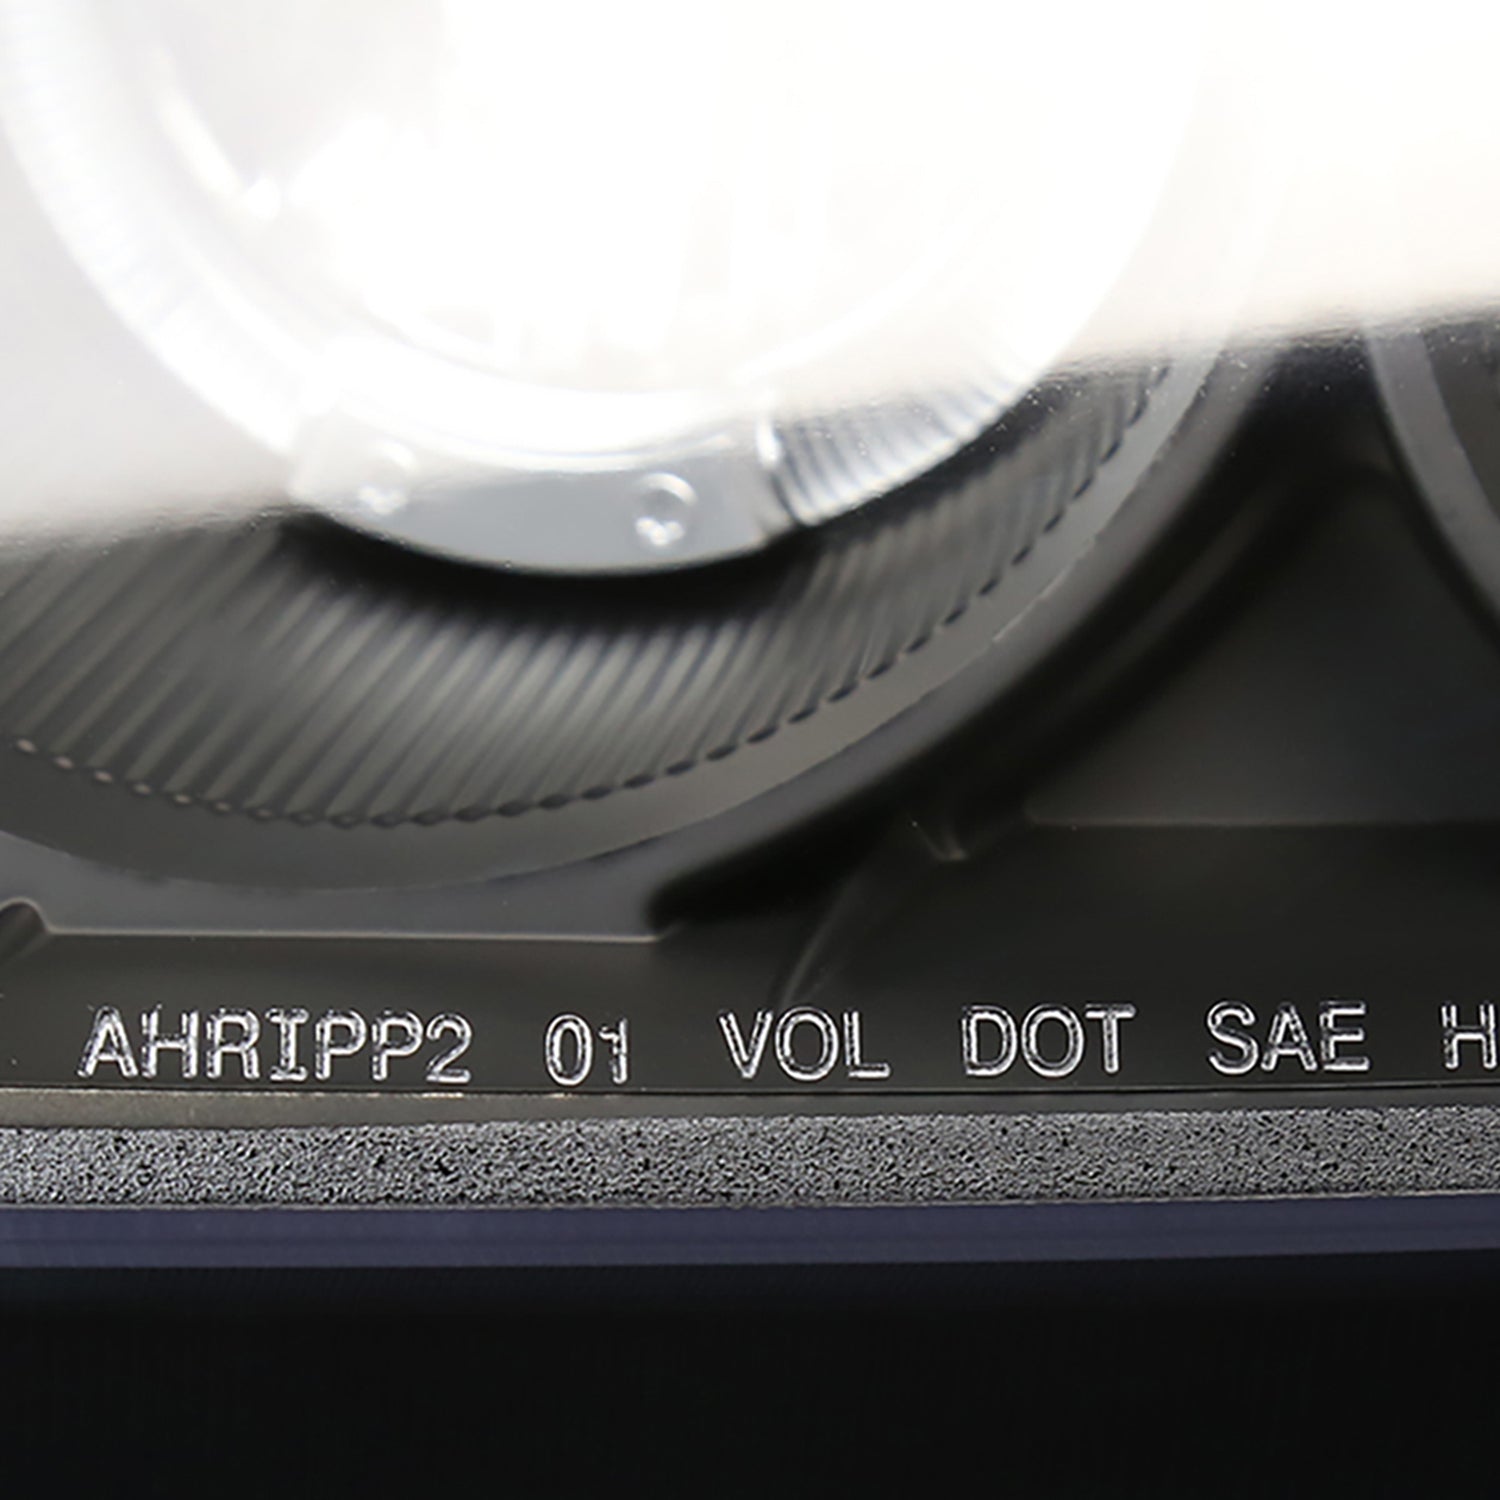 AHRIPP2 01 VOL DOT SAE H